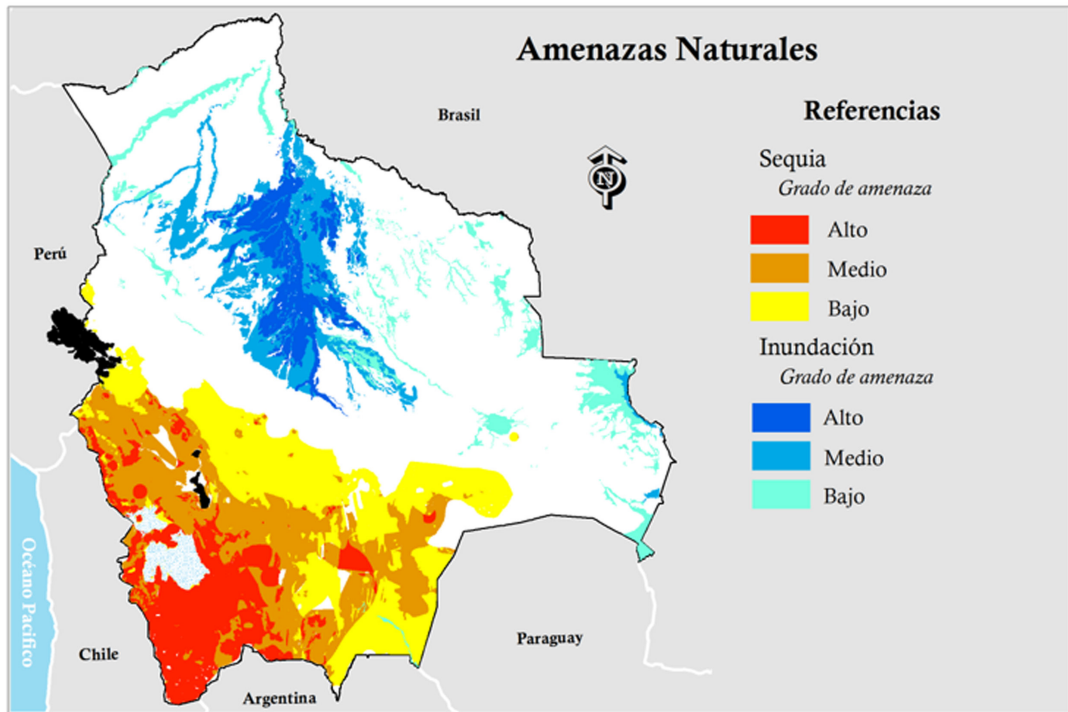 Amenazas Naturales
Brasil
Referencias
Sequia
Grado de amenaza
N
Alto
Medio
Bajo
Perú
Inundación
Grado de amenaza
Alto
Medio
Bajo
Océano Pacifico
Chile
Argentina
Paraguay